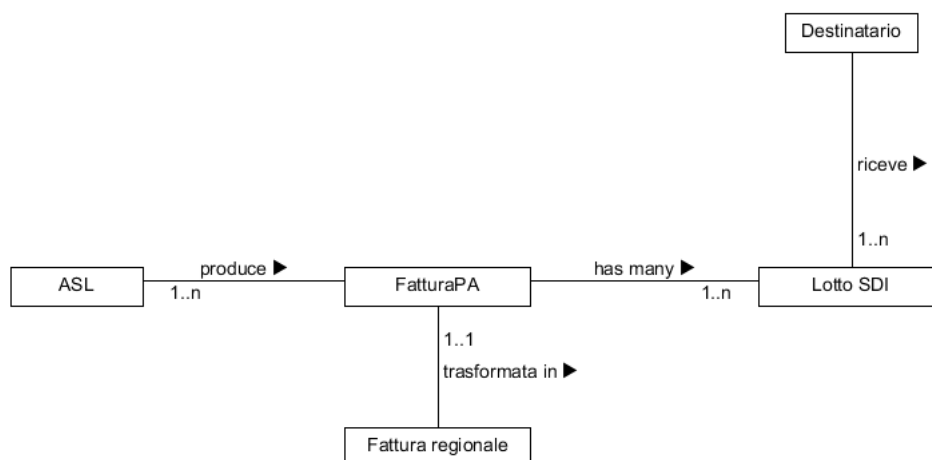 Destinatario
riceve ▶
1..n
produce ▶
has many ▶
ASL
FatturaPA
Lotto SDI
1..n
1..n
1..1
trasformata in ▶
Fattura regionale